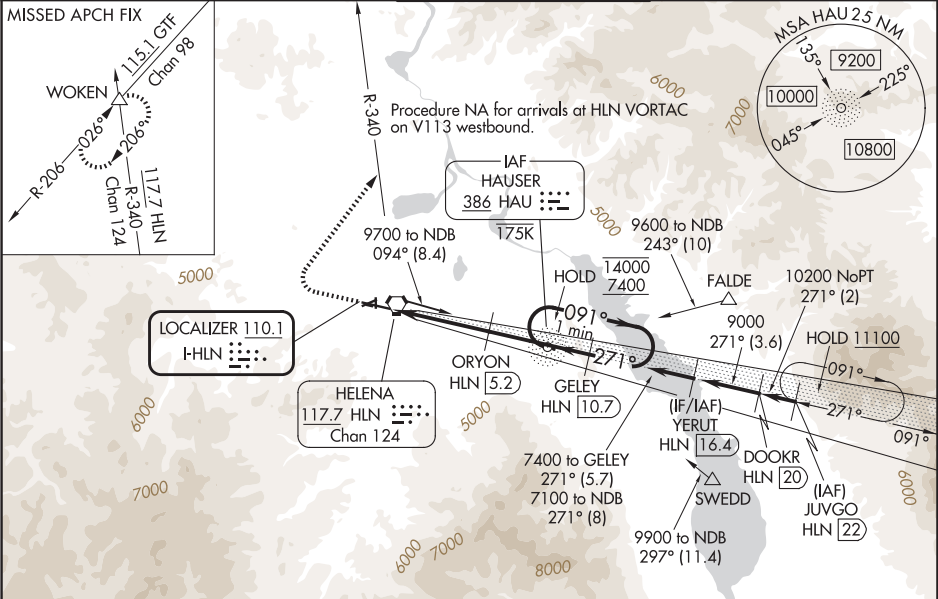 MISSED APCH FIX
115.1 GTF
Chan 98
WOKEN
026°
206°
R-206
117.7 HLN
R-340
Chan 124
R-340
Procedure NA for arrivals at HLN VORTAC
on V113 westbound.
MSA HAU 25 NM
135°
9200
225°
10000
045°
10800
6000
7000
IAF
HAUSER
386 HAU
175K
5000
9700 to NDB
094° (8.4)
HOLD
14000
7400
9600 to NDB
243° (10)
FALDE
10200 NoPT
271° (2)
5000
091°
1 min
271°
9000
271° (3.6)
HOLD 11100
091°
271°
091°
LOCALIZER 110.1
I-HLN
HELENA
117.7 HLN
Chan 124
ORYON
HLN 5.2
5000
GELEY
HLN 10.7
(IF/IAF)
YERUT
HLN 16.4
DOOKR
HLN 20
(IAF)
JUVGO
HLN 22
6000
6000
7400 to GELEY
271° (5.7)
7100 to NDB
271° (8)
SWEDD
9900 to NDB
297° (11.4)
7000
6000
7000
8000